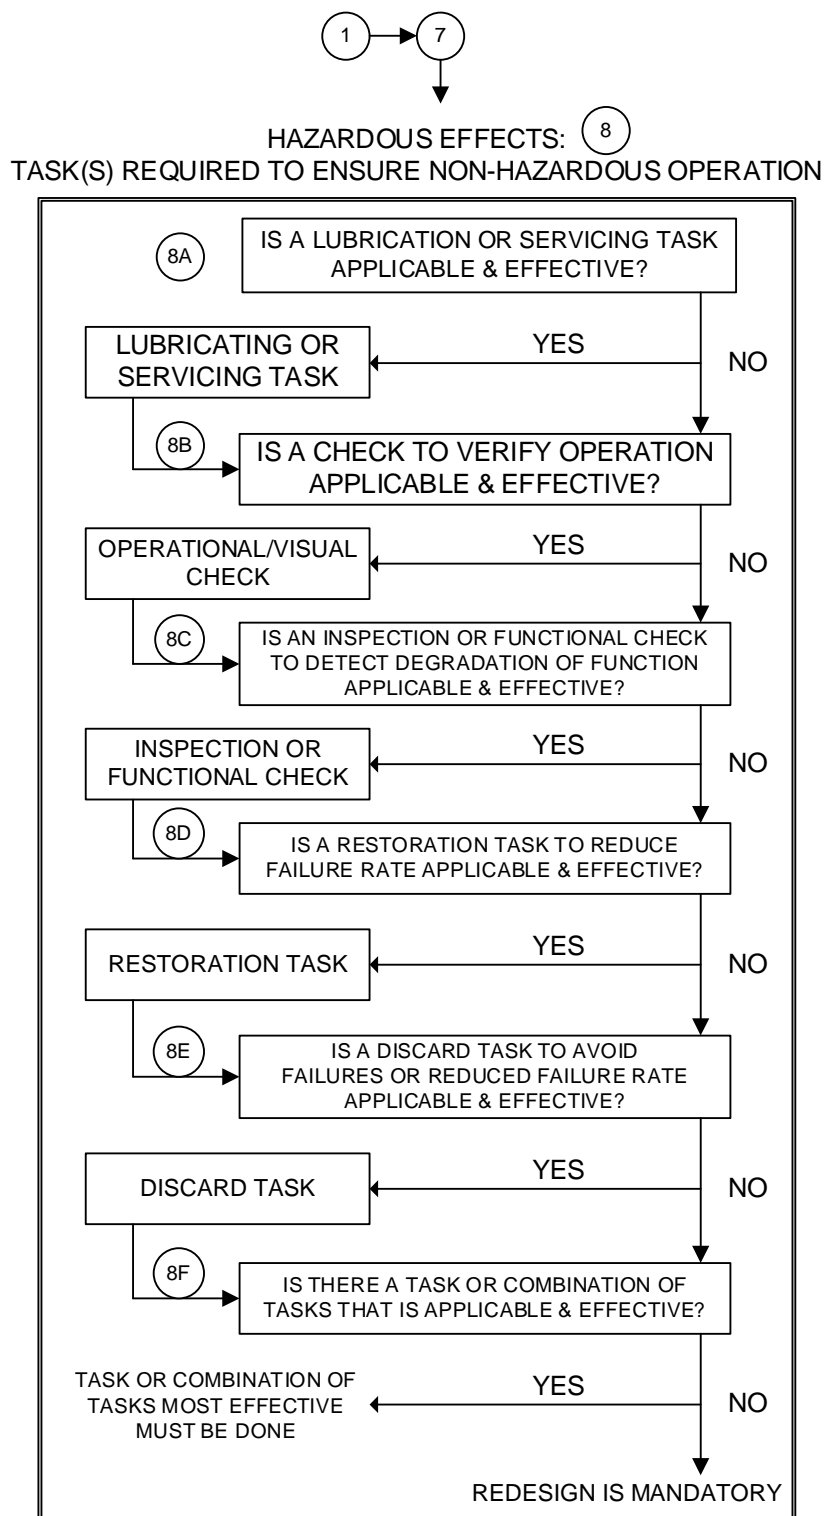 1
7
HAZARDOUS EFFECTS:
8
TASK(S) REQUIRED TO ENSURE NON-HAZARDOUS OPERATION
8A
IS A LUBRICATION OR SERVICING TASK
APPLICABLE & EFFECTIVE?
LUBRICATING OR
SERVICING TASK
YES
NO
8B
IS A CHECK TO VERIFY OPERATION
APPLICABLE & EFFECTIVE?
OPERATIONAL/VISUAL
CHECK
YES
NO
8C
IS AN INSPECTION OR FUNCTIONAL CHECK
TO DETECT DEGRADATION OF FUNCTION
APPLICABLE & EFFECTIVE?
INSPECTION OR
FUNCTIONAL CHECK
YES
NO
8D
IS A RESTORATION TASK TO REDUCE
FAILURE RATE APPLICABLE & EFFECTIVE?
RESTORATION TASK
YES
NO
8E
IS A DISCARD TASK TO AVOID
FAILURES OR REDUCED FAILURE RATE
APPLICABLE & EFFECTIVE?
DISCARD TASK
YES
NO
8F
IS THERE A TASK OR COMBINATION OF
TASKS THAT IS APPLICABLE & EFFECTIVE?
TASK OR COMBINATION OF
TASKS MOST EFFECTIVE
MUST BE DONE
YES
NO
REDESIGN IS MANDATORY